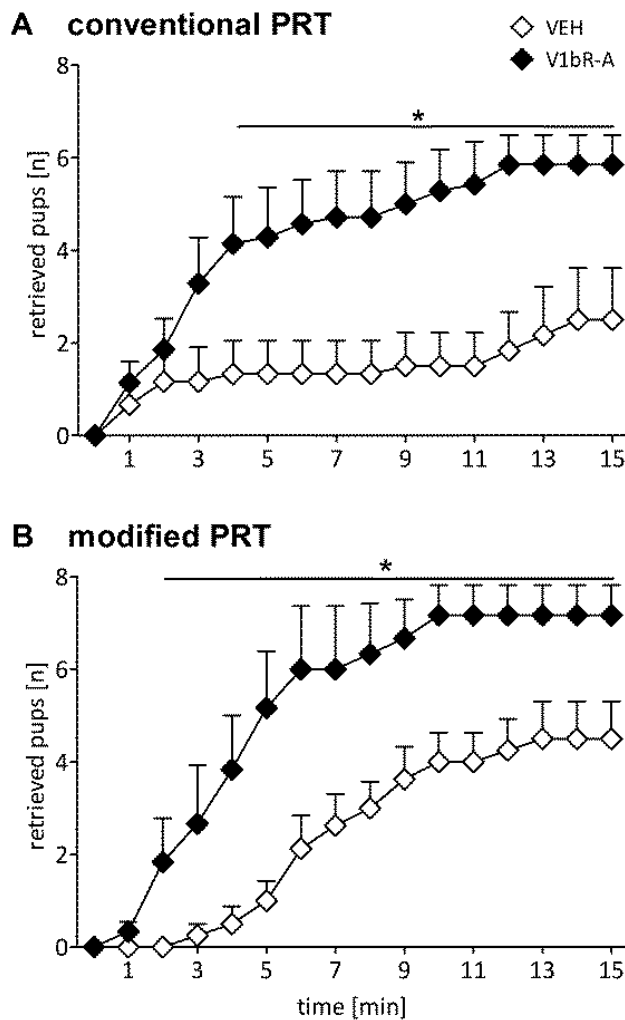 A conventional PRT
VEH
V1bR-A
*
8
6
4
2
0
retrieved pups [n]
1 3 5 7 9 11 13 15
B modified PRT
*
8
6
4
2
0
retrieved pups [n]
1 3 5 7 9 11 13 15
time [min]